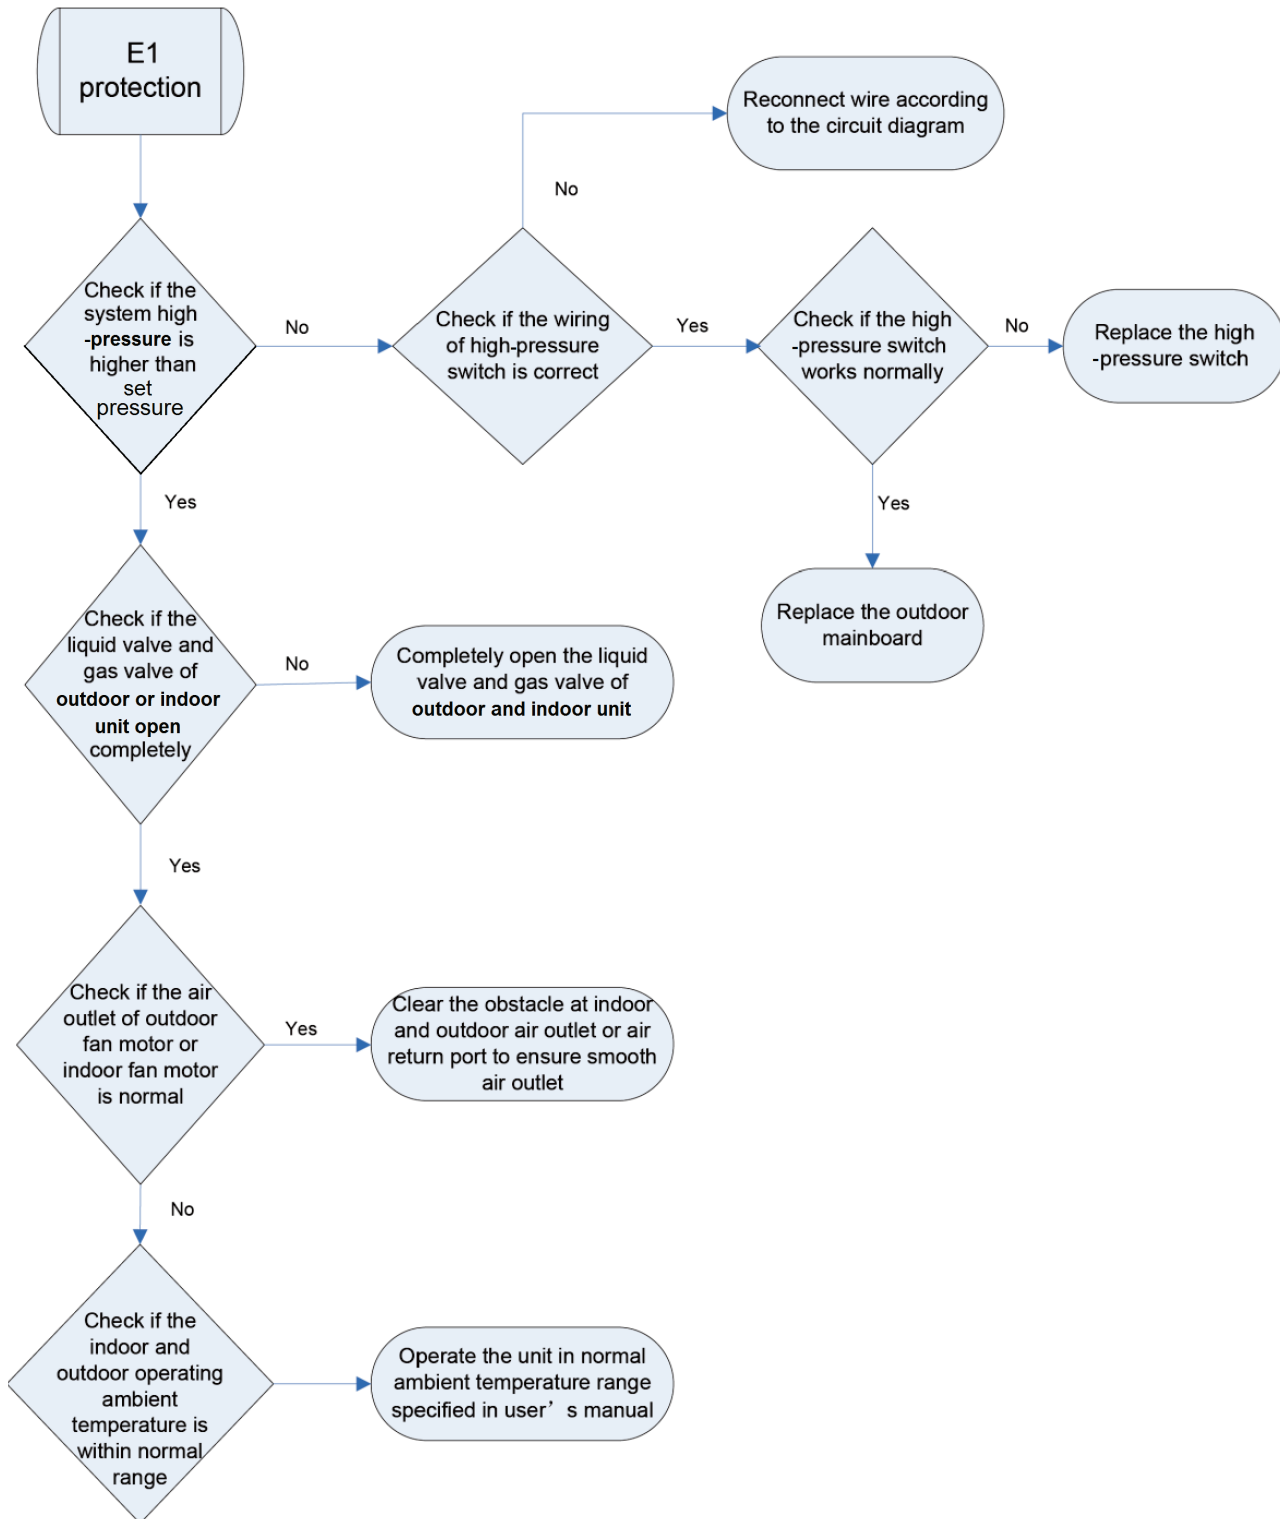 E1
protection
Reconnect wire according
to the circuit diagram
No
Check if the
system high
-pressure is
higher than
set
pressure
No
Check if the wiring
of high-pressure
switch is correct
Yes
Check if the high
-pressure switch
works normally
No
Replace the high
-pressure switch
Yes
Yes
Replace the outdoor
mainboard
Check if the
liquid valve and
gas valve of
outdoor or indoor
unit open
completely
No
Completely open the liquid
valve and gas valve of
outdoor and indoor unit
Yes
Check if the air
outlet of outdoor
fan motor or
indoor fan motor
is normal
Yes
Clear the obstacle at indoor
and outdoor air outlet or air
return port to ensure smooth
air outlet
No
Check if the
indoor and
outdoor operating
ambient
temperature is
within normal
range
Operate the unit in normal
ambient temperature range
specified in user’ s manual